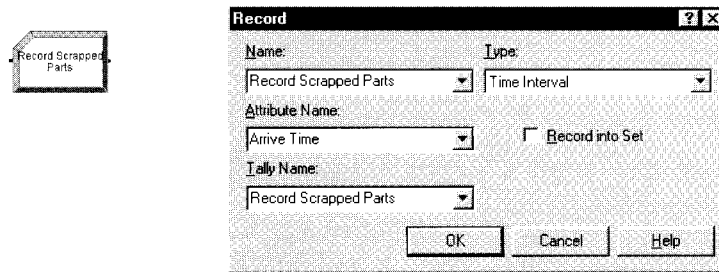 Record Scrapped
Parts
Record
Name:
Type:
Record Scrapped Parts
Time Interval
Attribute Name:
Arrive Time
Record into Set
Tally Name:
Record Scrapped Parts
OK
Cancel
Help